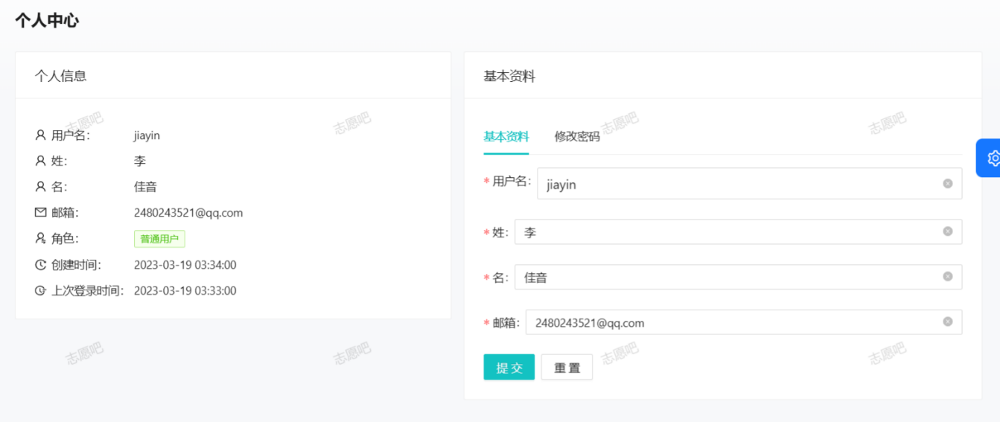 个人中心
个人信息
用户名: jiayin
姓: 李
名: 佳音
邮箱: 2480243521@qq.com
角色: 普通用户
创建时间: 2023-03-19 03:34:00
上次登录时间: 2023-03-19 03:33:00
基本资料
基本资料 修改密码
* 用户名: jiayin
* 姓: 李
* 名: 佳音
* 邮箱: 2480243521@qq.com
提交 重置
志愿吧 志愿吧 志愿吧 志愿吧
志愿吧 志愿吧 志愿吧 志愿吧